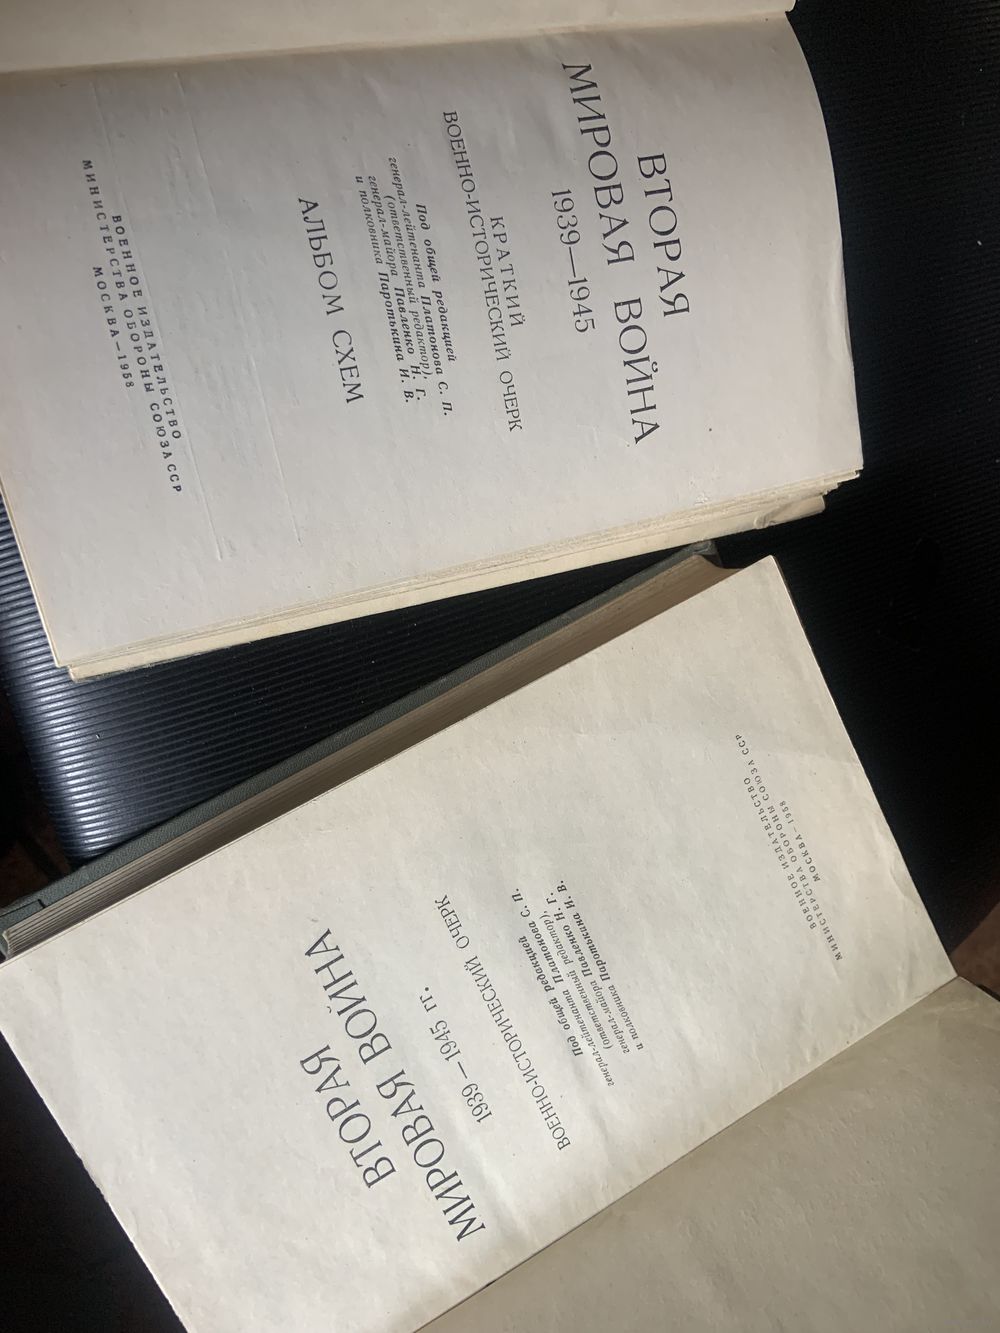 ВТОРАЯ
МИРОВАЯ ВОЙНА
1939—1945
КРАТКИЙ
ВОЕННО-ИСТОРИЧЕСКИЙ ОЧЕРК
Под общей редакцией
генерал-лейтенанта Платонова С. П.
(ответственный редактор),
генерал-майора Павленко Н. Г.
и полковника Паротькина И. В.
АЛЬБОМ СХЕМ
ВОЕННОЕ ИЗДАТЕЛЬСТВО
МИНИСТЕРСТВА ОБОРОНЫ СОЮЗА ССР
МОСКВА—1958
ВТОРАЯ
МИРОВАЯ ВОЙНА
1939—1945 гг.
ВОЕННО-ИСТОРИЧЕСКИЙ ОЧЕРК
Под общей редакцией
генерал-лейтенанта Платонова С. П.
(ответственный редактор),
генерал-майора Павленко Н. Г.
и полковника Паротькина И. В.
ВОЕННОЕ ИЗДАТЕЛЬСТВО
МИНИСТЕРСТВА ОБОРОНЫ СОЮЗА ССР
МОСКВА—1958